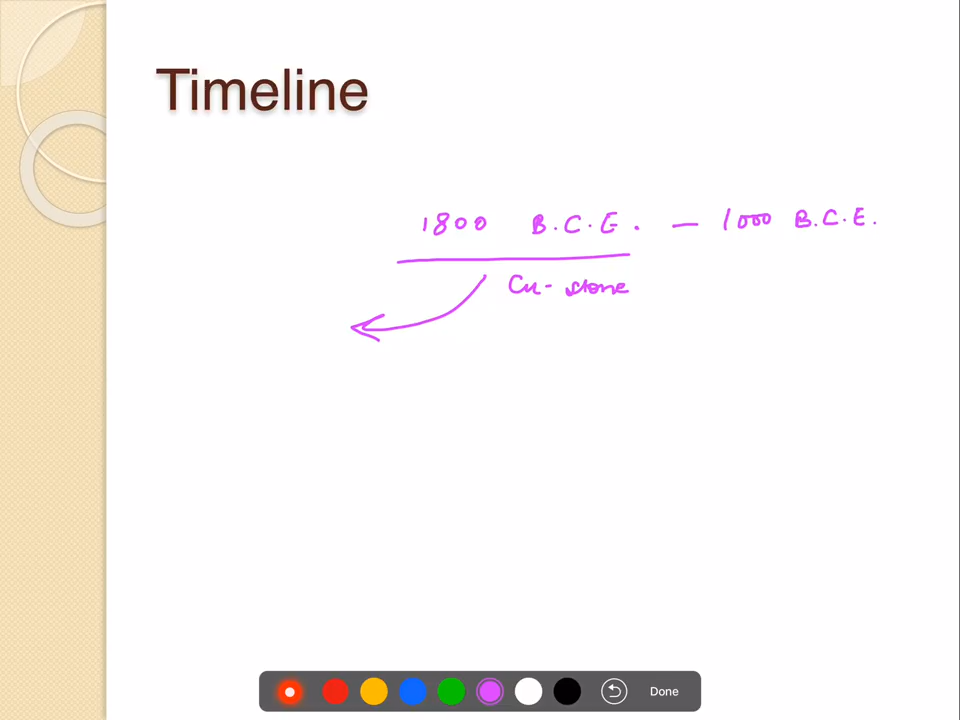 Timeline
1800 B.C.E. – 1000 B.C.E.
Cu- stone
Done